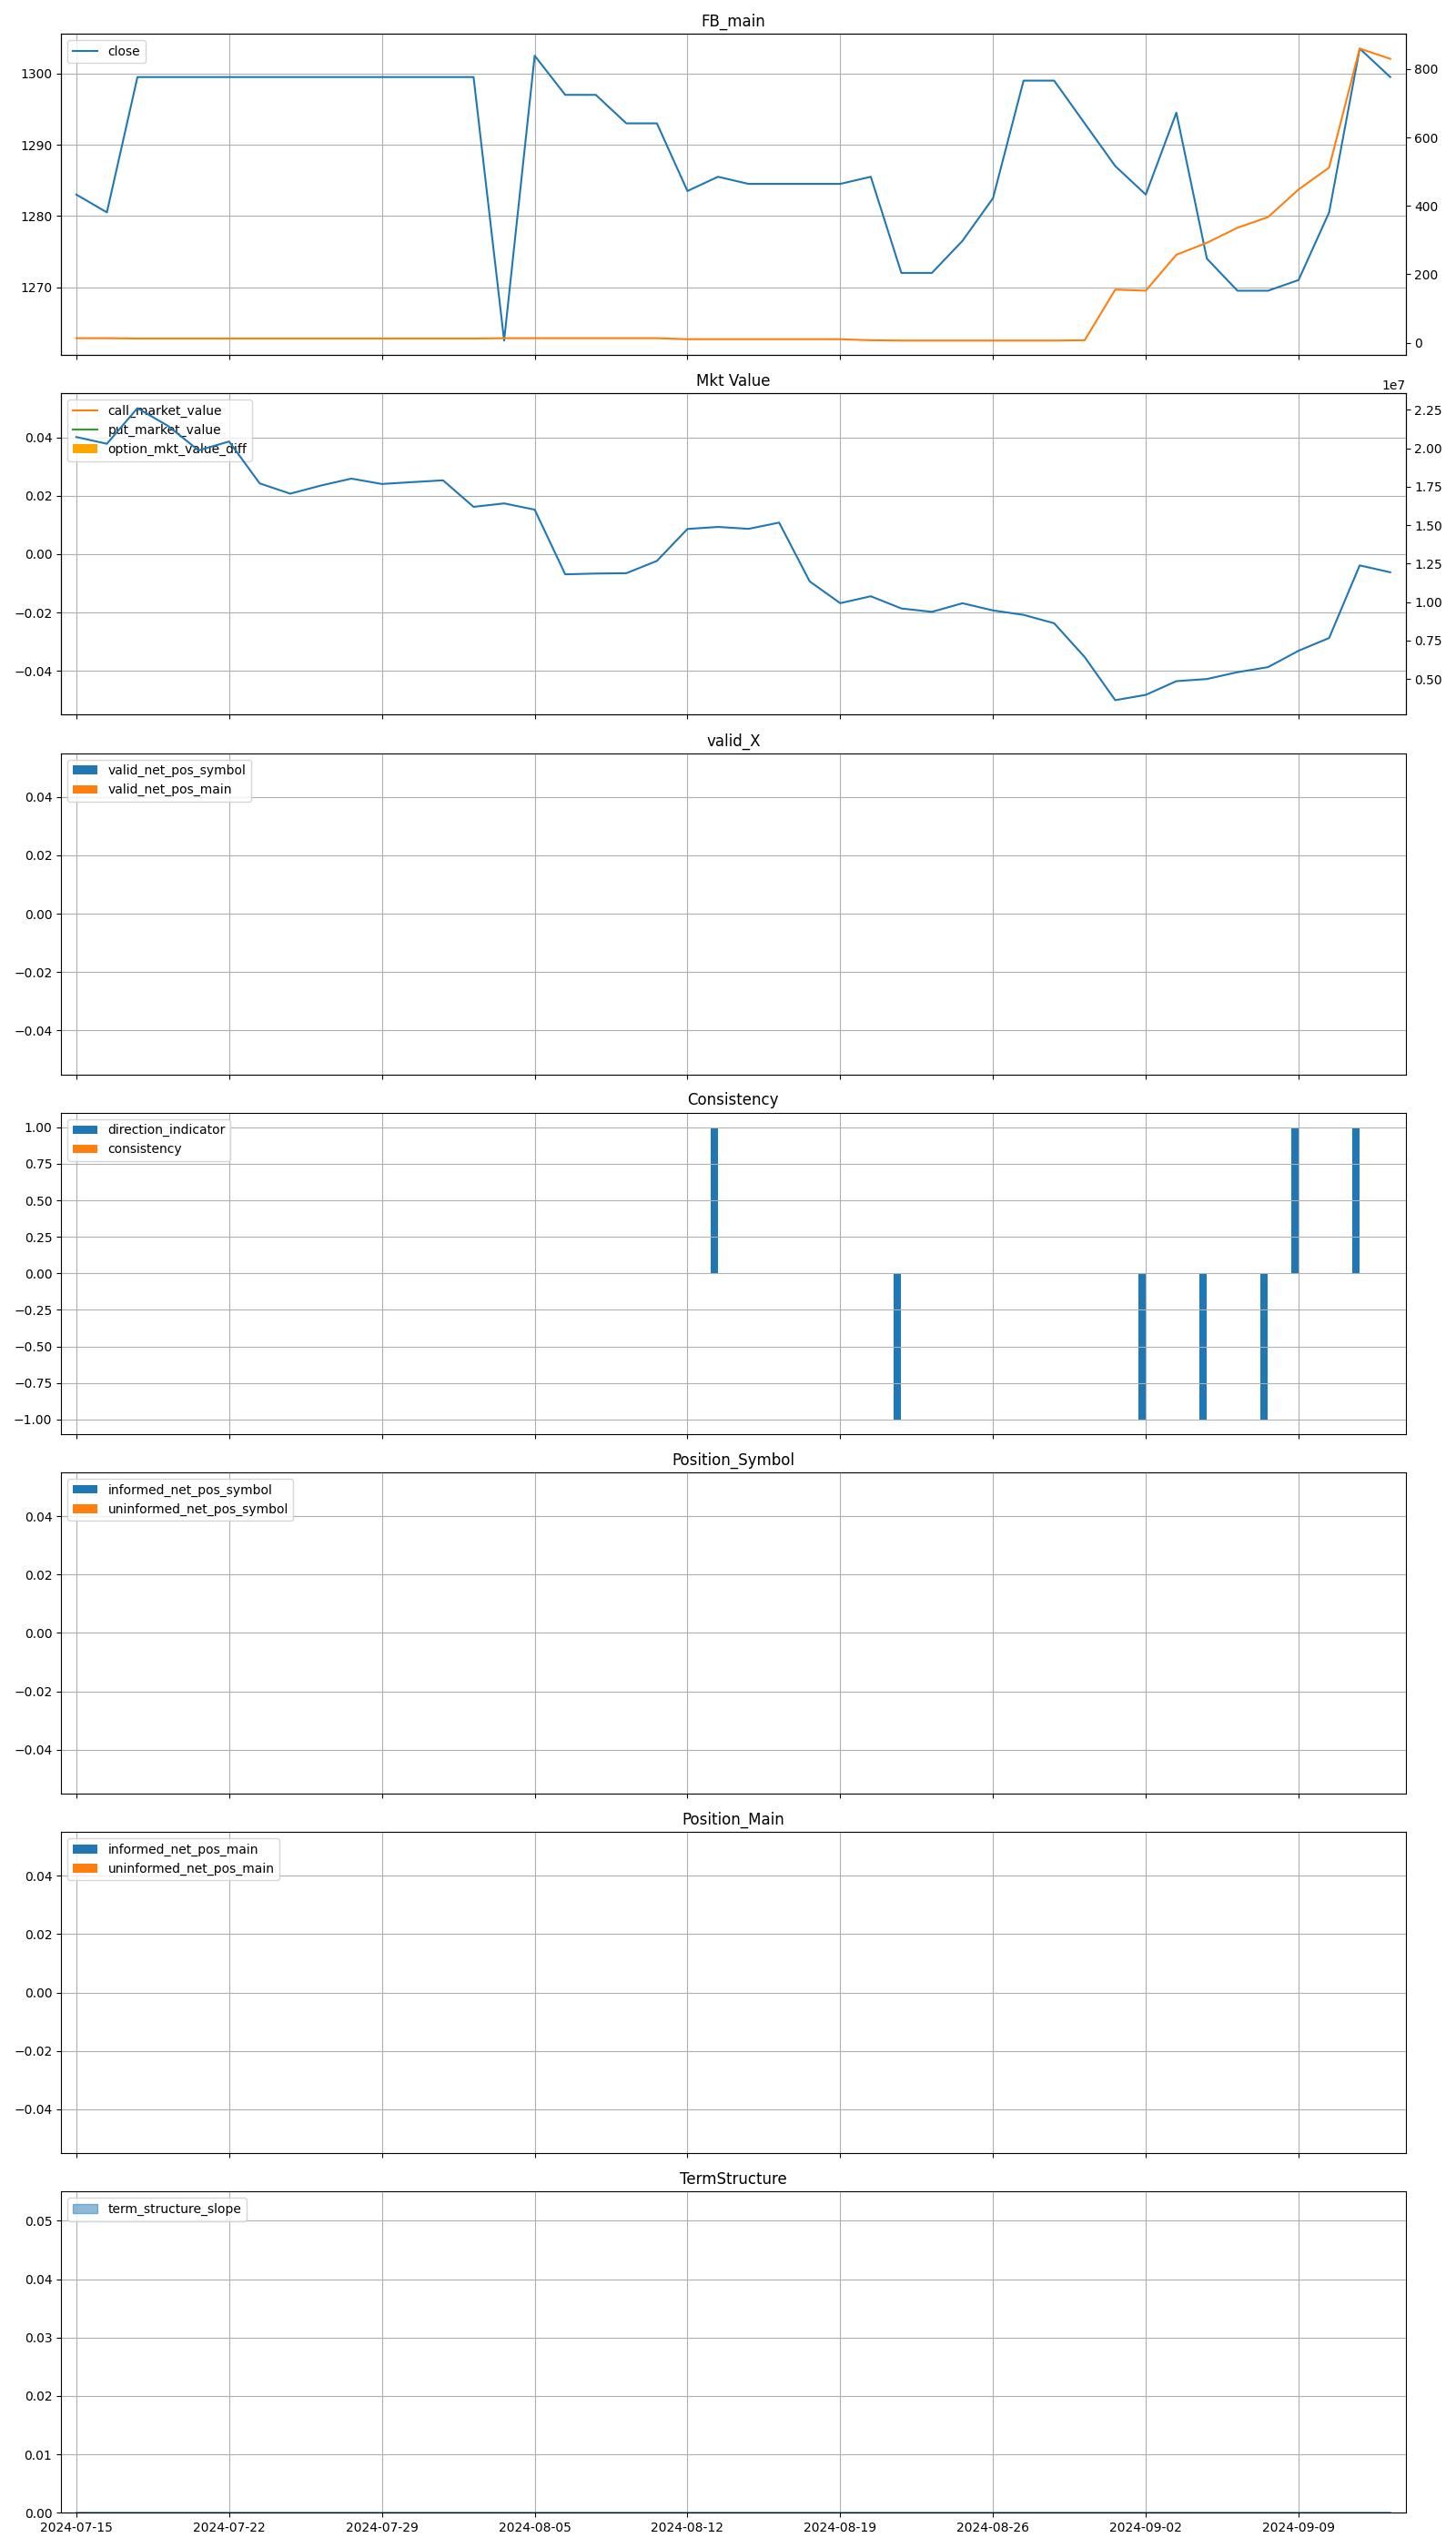 FB_main
close
1300
1290
1280
1270
800
600
400
200
0
Mkt Value
1e7
call_market_value
put_market_value
option_mkt_value_diff
0.04
0.02
0.00
−0.02
−0.04
2.25
2.00
1.75
1.50
1.25
1.00
0.75
0.50
valid_X
valid_net_pos_symbol
valid_net_pos_main
0.04
0.02
0.00
−0.02
−0.04
Consistency
direction_indicator
consistency
1.00
0.75
0.50
0.25
0.00
−0.25
−0.50
−0.75
−1.00
Position_Symbol
informed_net_pos_symbol
uninformed_net_pos_symbol
0.04
0.02
0.00
−0.02
−0.04
Position_Main
informed_net_pos_main
uninformed_net_pos_main
0.04
0.02
0.00
−0.02
−0.04
TermStructure
term_structure_slope
0.05
0.04
0.03
0.02
0.01
0.00
2024-07-15 2024-07-22 2024-07-29 2024-08-05 2024-08-12 2024-08-19 2024-08-26 2024-09-02 2024-09-09